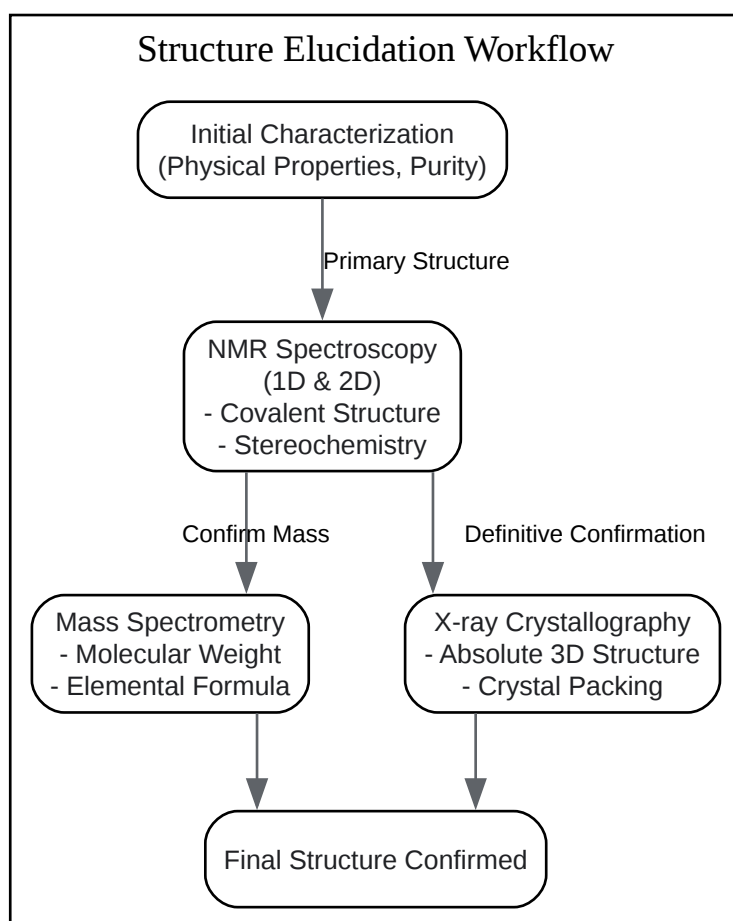 Structure Elucidation Workflow
Initial Characterization
(Physical Properties, Purity)
Primary Structure
NMR Spectroscopy
(1D & 2D)
- Covalent Structure
- Stereochemistry
Confirm Mass
Definitive Confirmation
Mass Spectrometry
- Molecular Weight
- Elemental Formula
X-ray Crystallography
- Absolute 3D Structure
- Crystal Packing
Final Structure Confirmed